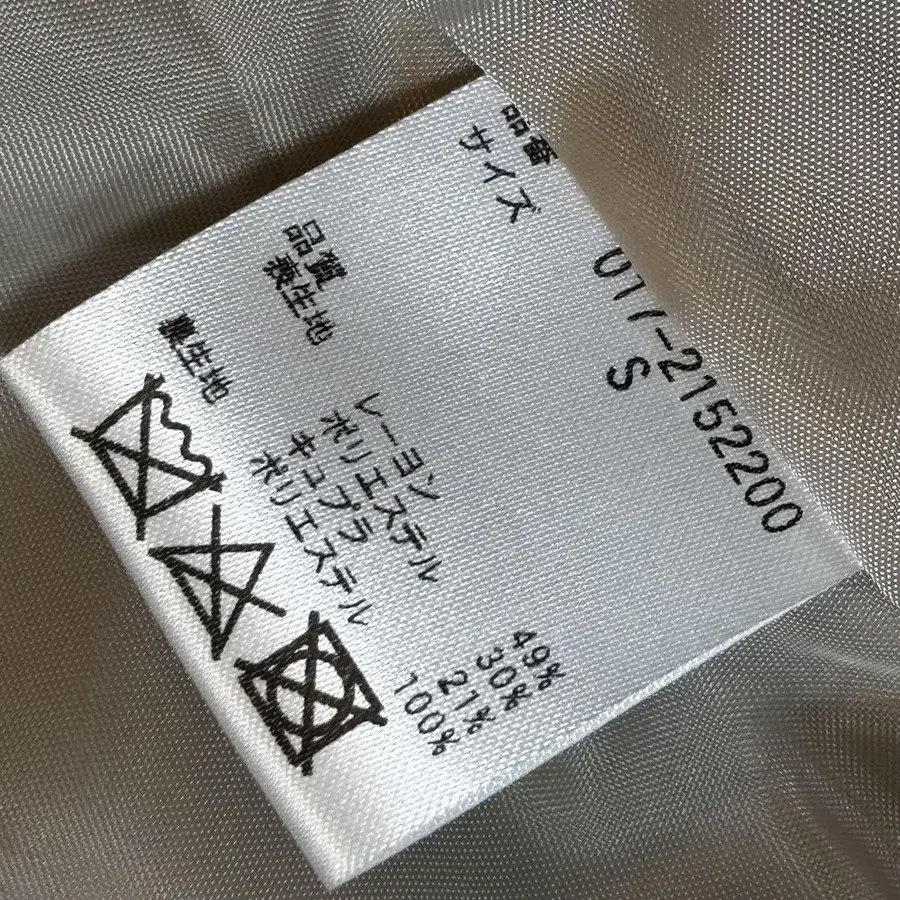 品番 017-2152200
サイズ S
品質
表生地 レーヨン 49%
ポリエステル 30%
キュプラ 21%
裏生地 ポリエステル 100%